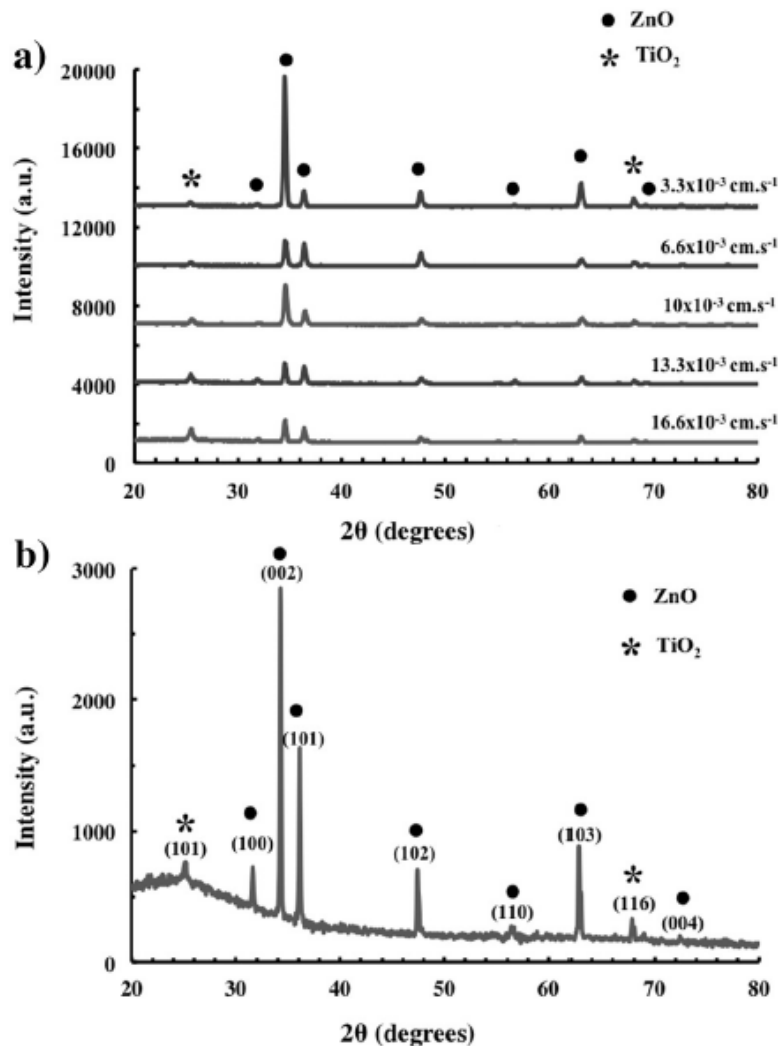 ● ZnO
* TiO₂
a)
20000
16000
12000
8000
4000
0
Intensity (a.u.)
3.3x10⁻³ cm.s⁻¹
6.6x10⁻³ cm.s⁻¹
10x10⁻³ cm.s⁻¹
13.3x10⁻³ cm.s⁻¹
16.6x10⁻³ cm.s⁻¹
20 30 40 50 60 70 80
2θ (degrees)
b)
● ZnO
* TiO₂
3000
2000
1000
0
Intensity (a.u.)
(101)
(100)
(002)
(101)
(102)
(110)
(103)
(116)
(004)
20 30 40 50 60 70 80
2θ (degrees)